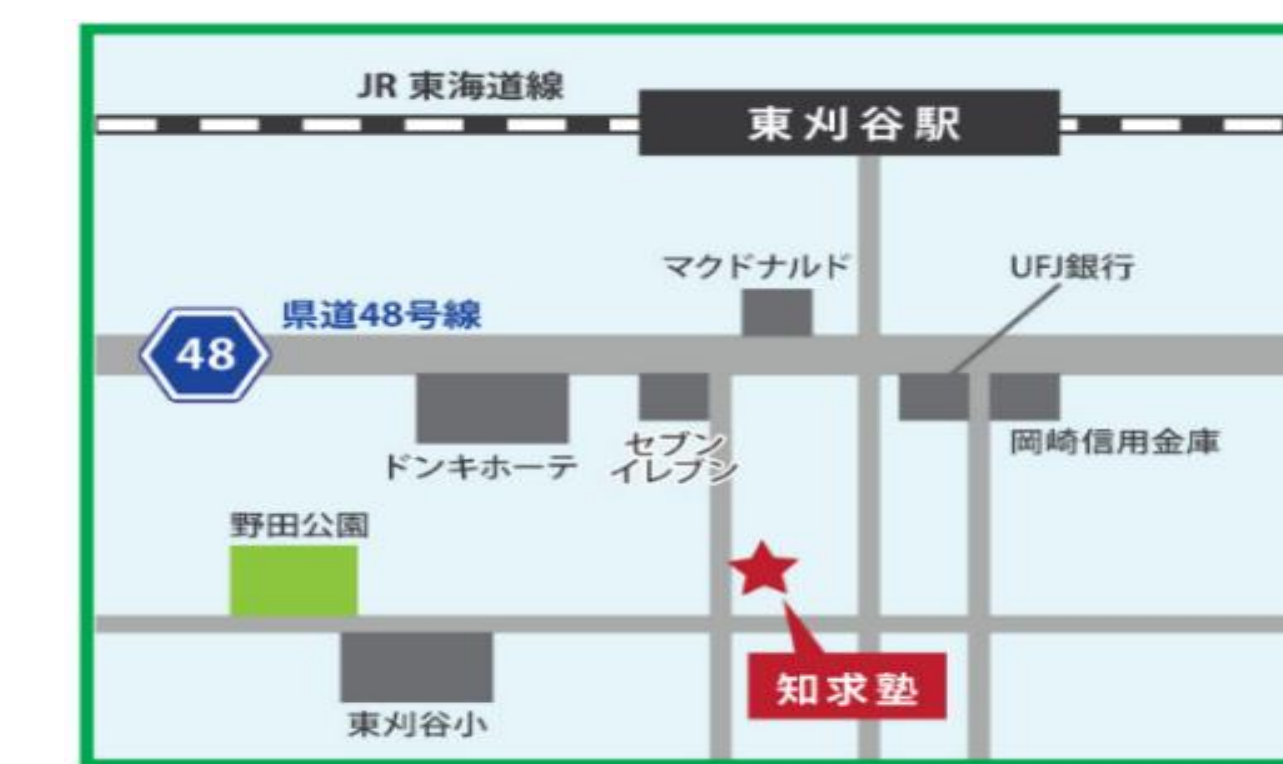 JR 東海道線
東刈谷駅
マクドナルド
UFJ銀行
県道48号線
48
セブン
イレブン
岡崎信用金庫
ドンキホーテ
野田公園
知求塾
東刈谷小